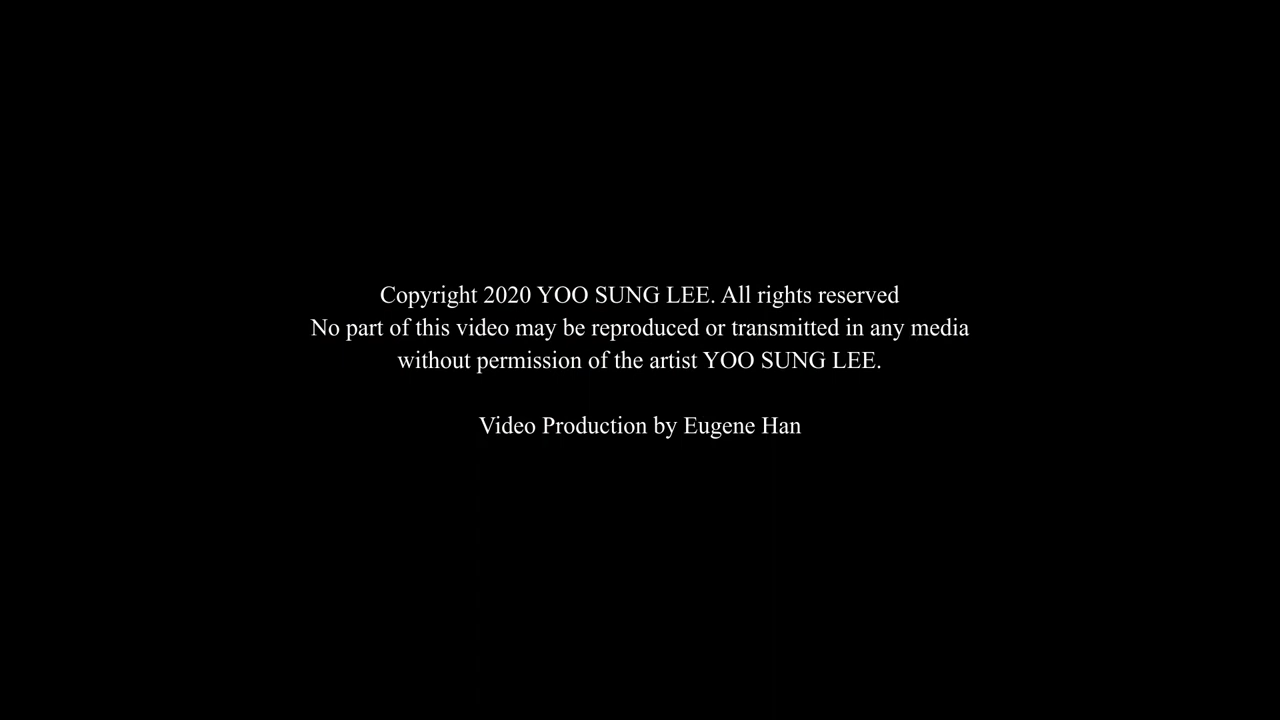 Copyright 2020 YOO SUNG LEE. All rights reserved
No part of this video may be reproduced or transmitted in any media
without permission of the artist YOO SUNG LEE.
Video Production by Eugene Han